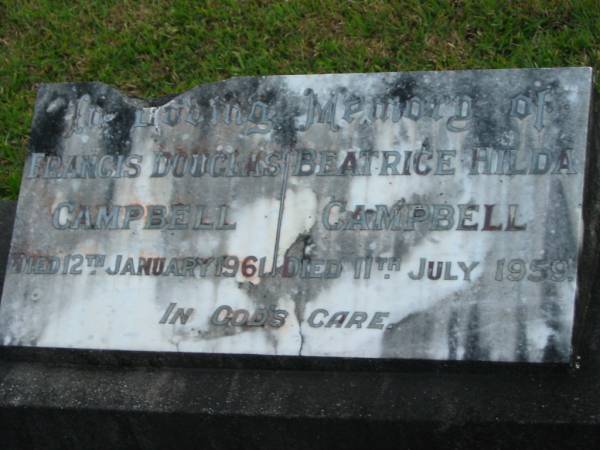 In Loving Memory of
FRANCIS DOUGLAS
CAMPBELL
DIED 12TH JANUARY 1961.
BEATRICE HILDA
CAMPBELL
DIED 11TH JULY 1959.
IN GOD'S CARE.